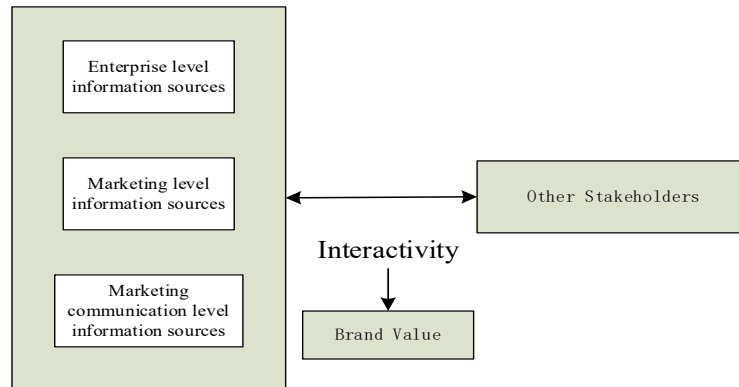 Enterprise level
information sources
Marketing level
information sources
Other Stakeholders
Interactivity
Marketing
communication level
information sources
Brand Value